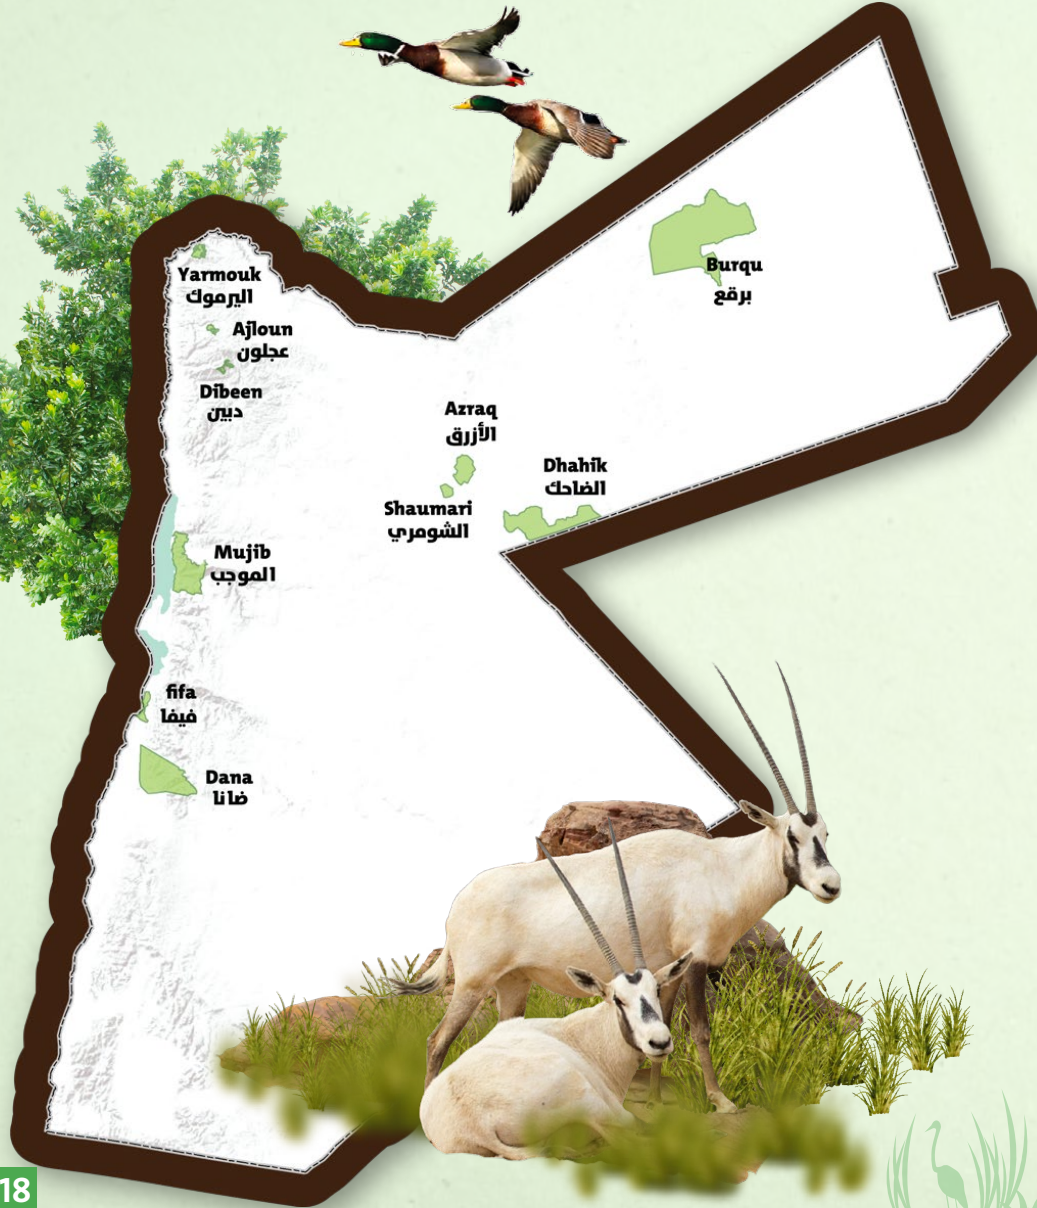 Yarmouk
اليرموك
Ajloun
عجلون
Dibeen
دبين
Burqu
برقع
Azraq
الأزرق
Shaumari
الشومري
Dhahik
الضاحك
Mujib
الموجب
fifa
فيفا
Dana
ضانا
18